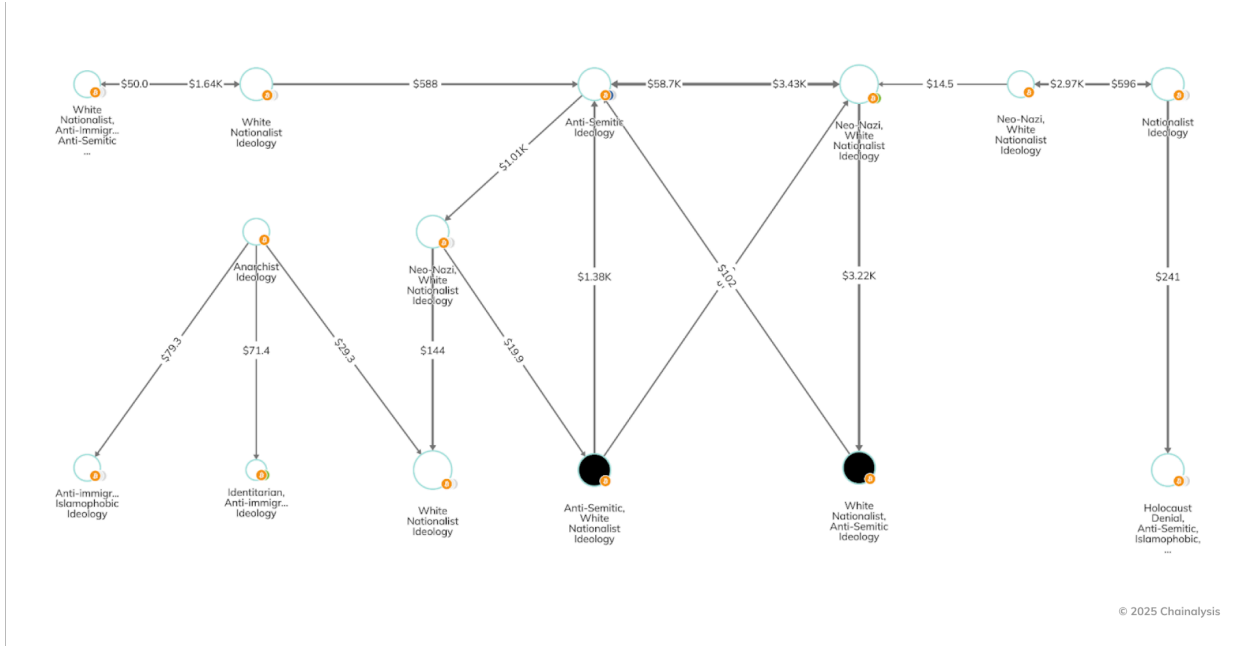 $50.0
$1.64K
$588
$58.7K
$3.43K
$14.5
$2.97K
$596
White
Nationalist,
Anti-Immigr...
Anti-Semitic
...
White
Nationalist
Ideology
Anti-Semitic
Ideology
Neo-Nazi,
White
Nationalist
Ideology
Neo-Nazi,
White
Nationalist
Ideology
Nationalist
Ideology
$1.01K
Anarchist
Ideology
Neo-Nazi,
White
Nationalist
Ideology
$1.38K
$102
$3.22K
$241
$79.3
$71.4
$29.3
$144
$19.9
Anti-immigr...
Islamophobic
Ideology
Identitarian,
Anti-immigr...
Ideology
White
Nationalist
Ideology
Anti-Semitic,
White
Nationalist
Ideology
White
Nationalist,
Anti-Semitic
Ideology
Holocaust
Denial,
Anti-Semitic,
Islamophobic,
...
© 2025 Chainalysis